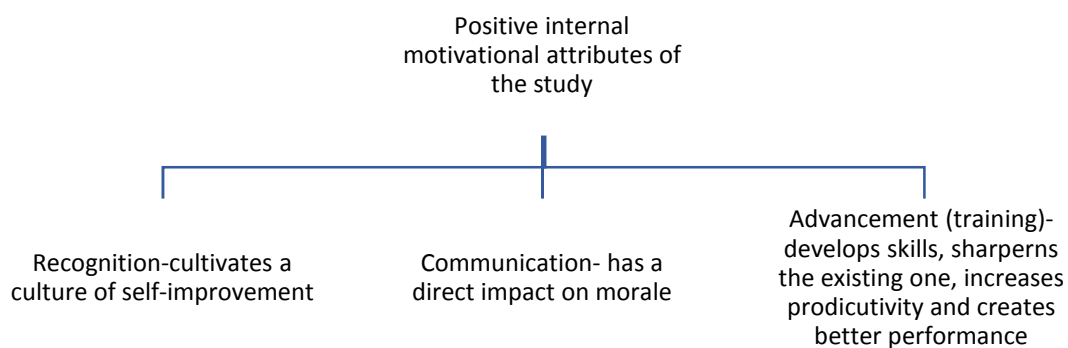 Positive internal
motivational attributes of
the study
Recognition-cultivates a
culture of self-improvement
Communication- has a
direct impact on morale
Advancement (training)-
develops skills, sharperns
the existing one, increases
prodicutivity and creates
better performance